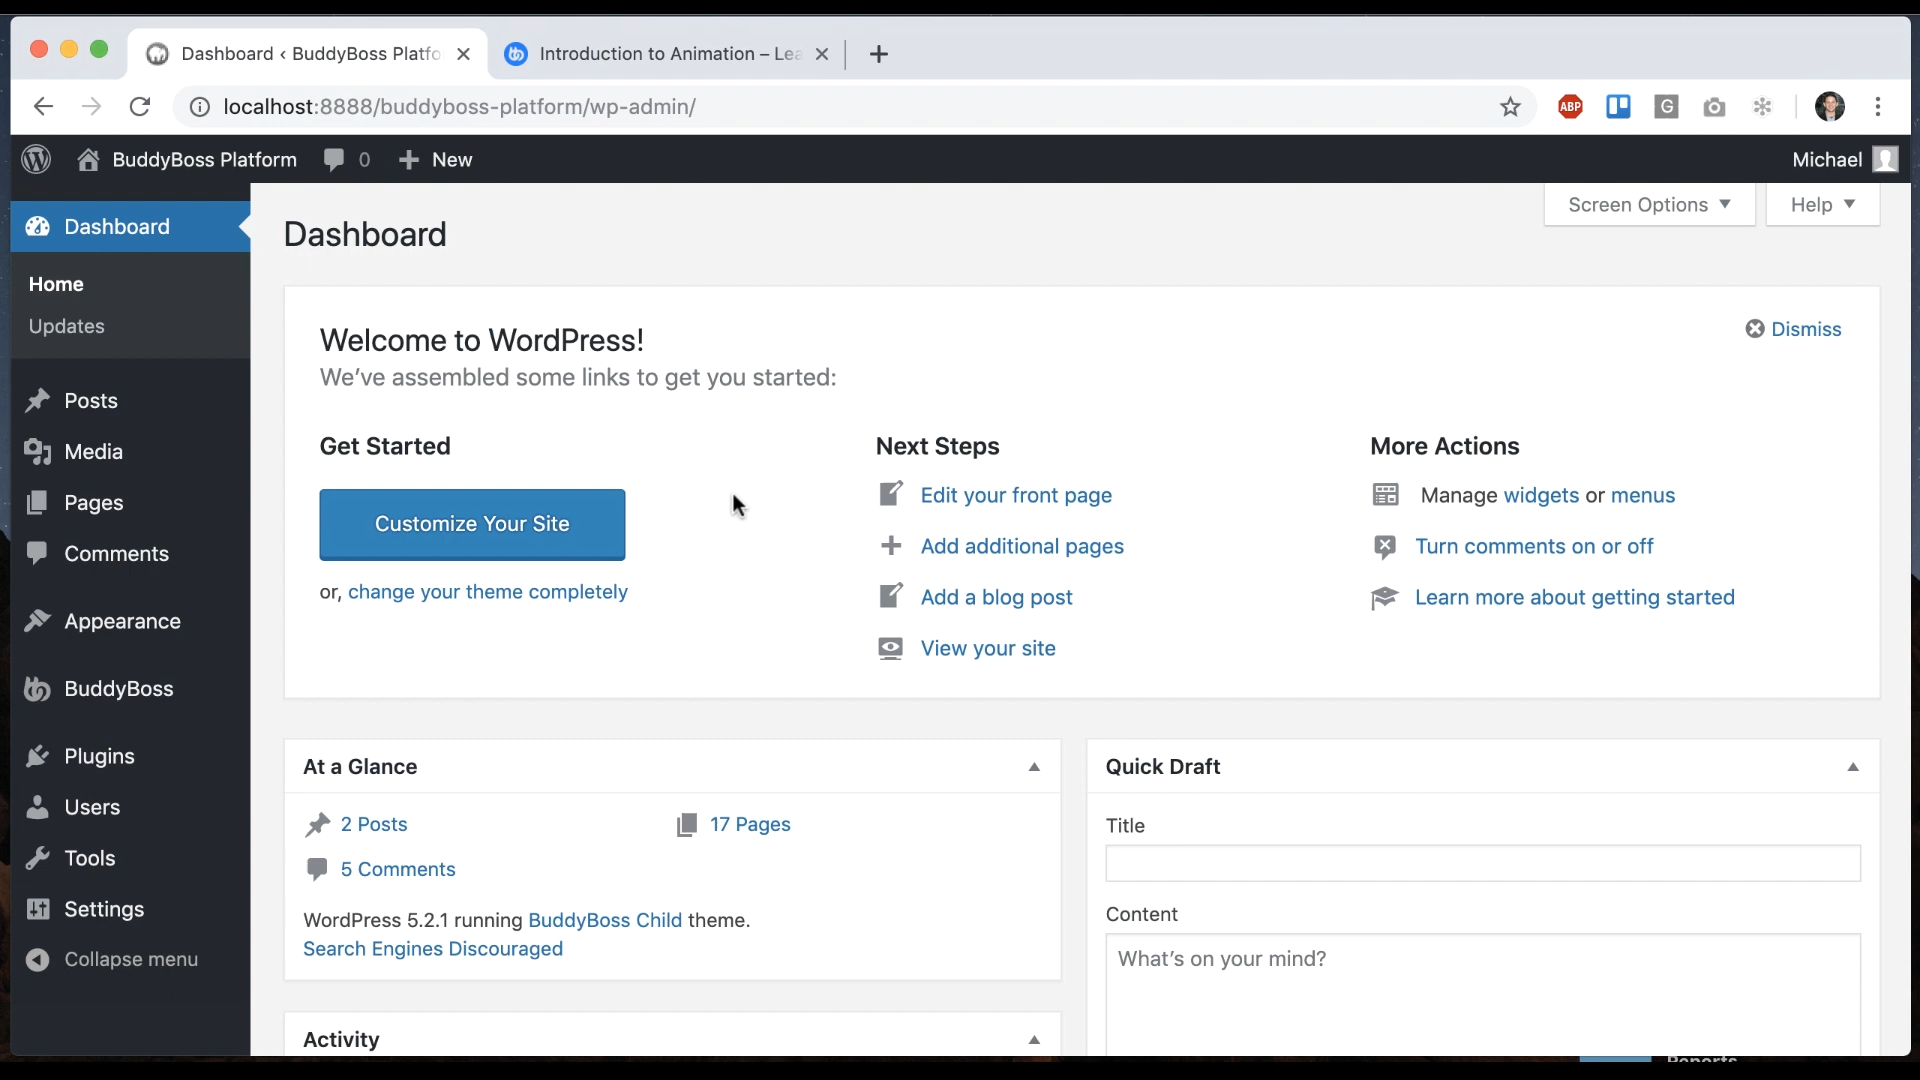 Dashboard ‹ BuddyBoss Platfo
Introduction to Animation – Lea
localhost:8888/buddyboss-platform/wp-admin/
ABP
G
BuddyBoss Platform
0
New
Michael
Dashboard
Home
Updates
Posts
Media
Pages
Comments
Appearance
BuddyBoss
Plugins
Users
Tools
Settings
Collapse menu
Screen Options
Help
Dashboard
Welcome to WordPress!
We've assembled some links to get you started:
Dismiss
Get Started
Customize Your Site
or, change your theme completely
Next Steps
Edit your front page
Add additional pages
Add a blog post
View your site
More Actions
Manage widgets or menus
Turn comments on or off
Learn more about getting started
At a Glance
2 Posts
17 Pages
5 Comments
WordPress 5.2.1 running BuddyBoss Child theme.
Search Engines Discouraged
Activity
Quick Draft
Title
Content
What's on your mind?
Reports